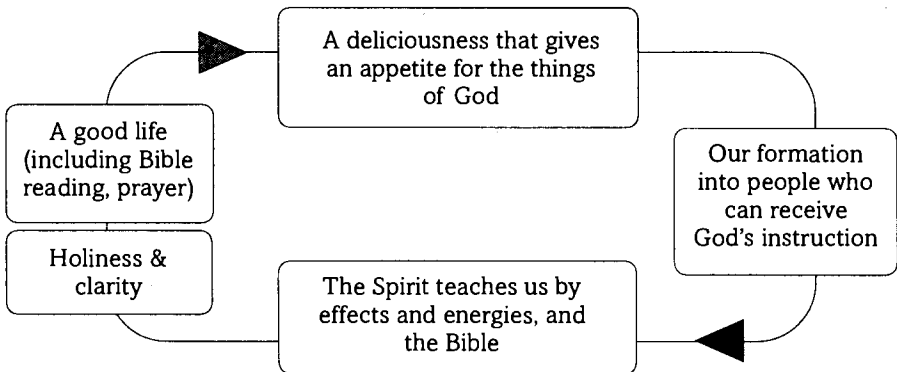 A deliciousness that gives
an appetite for the things
of God
Our formation
into people who
can receive
God's instruction
The Spirit teaches us by
effects and energies, and
the Bible
Holiness &
clarity
A good life
(including Bible
reading, prayer)